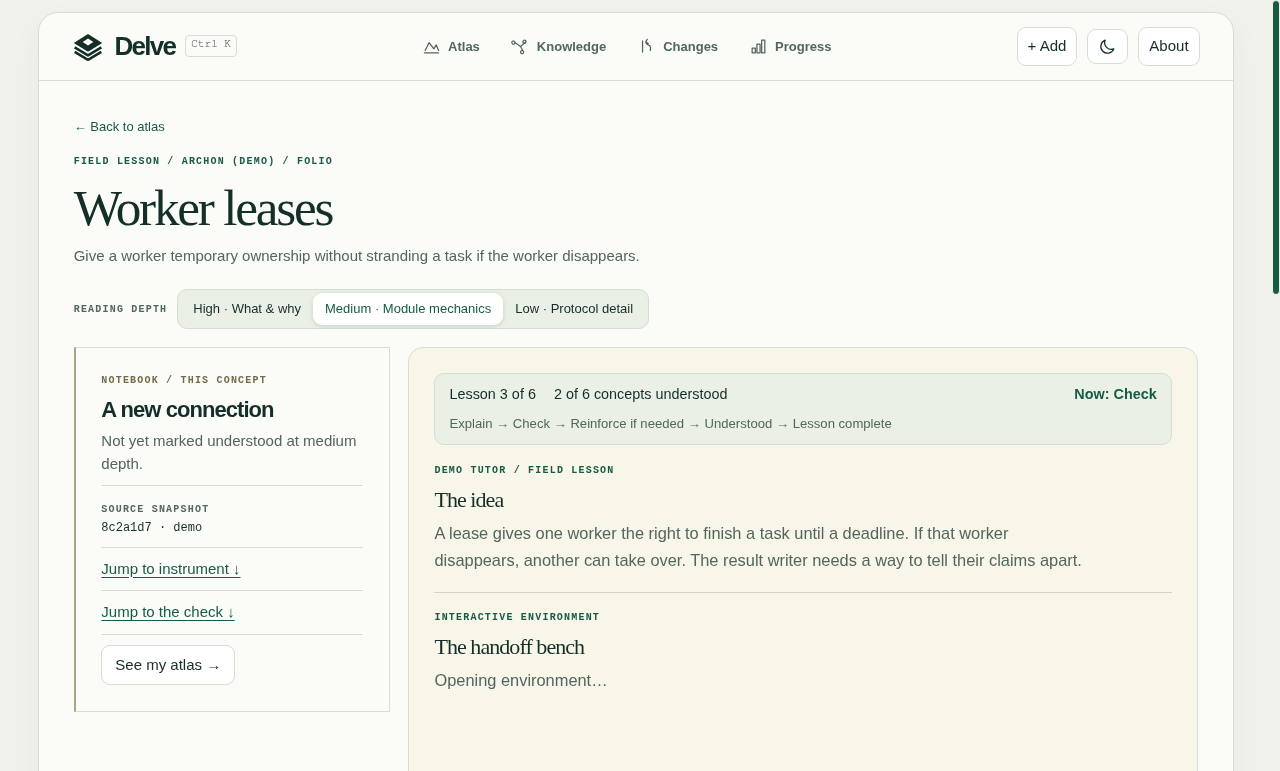 Delve Ctrl K
Atlas
Knowledge
Changes
Progress
+ Add
About
← Back to atlas
FIELD LESSON / ARCHON (DEMO) / FOLIO
Worker leases
Give a worker temporary ownership without stranding a task if the worker disappears.
READING DEPTH
High · What & why
Medium · Module mechanics
Low · Protocol detail
NOTEBOOK / THIS CONCEPT
A new connection
Not yet marked understood at medium
depth.
SOURCE SNAPSHOT
8c2a1d7 · demo
Jump to instrument ↓
Jump to the check ↓
See my atlas →
Lesson 3 of 6 2 of 6 concepts understood
Now: Check
Explain → Check → Reinforce if needed → Understood → Lesson complete
DEMO TUTOR / FIELD LESSON
The idea
A lease gives one worker the right to finish a task until a deadline. If that worker
disappears, another can take over. The result writer needs a way to tell their claims apart.
INTERACTIVE ENVIRONMENT
The handoff bench
Opening environment…